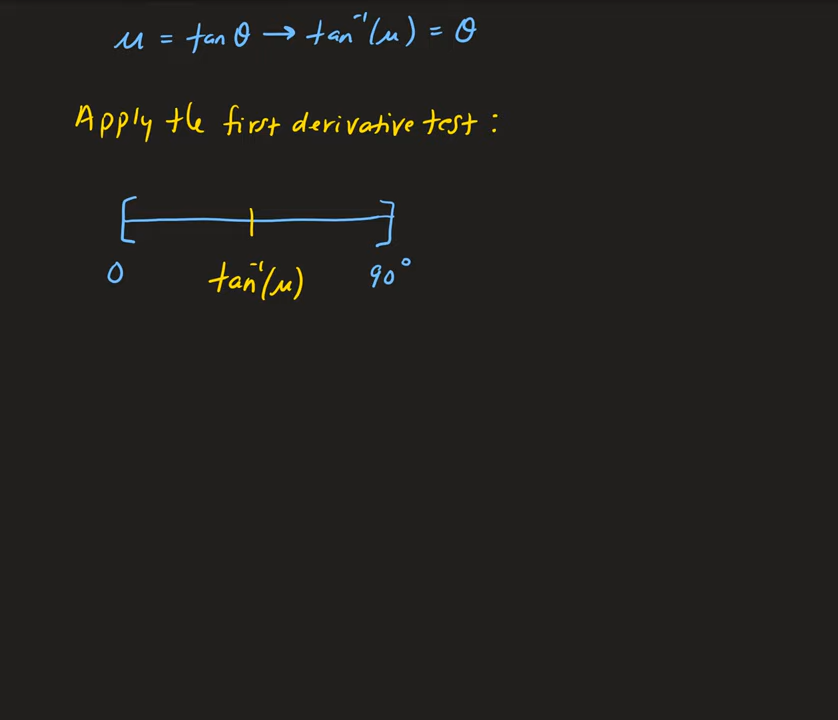 μ = tan θ → tan⁻¹(μ) = θ
Apply the first derivative test :
0 tan⁻¹(μ) 90°